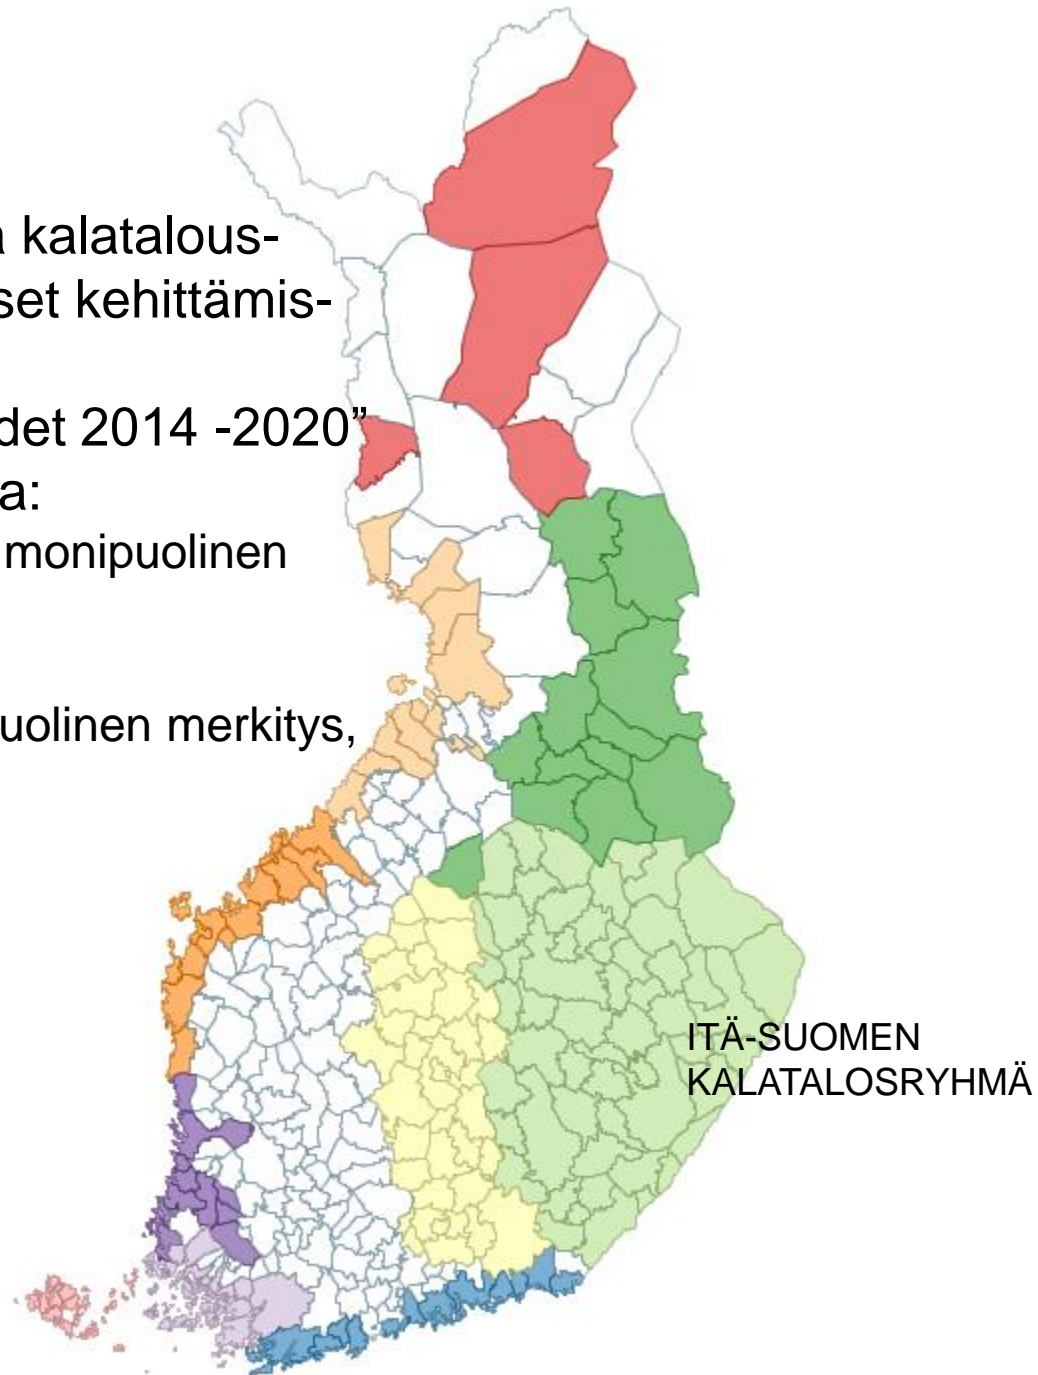 kalatalous-
set kehittämis-
det 2014 -2020”
a:
monipuolinen
uolinen merkitys,
ITÄ-SUOMEN
KALATALOSRYHMÄ